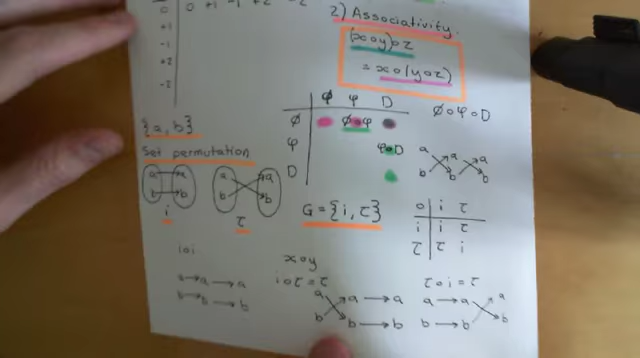 0 +1 -1 +2 -2
0
+1
-1
+2
-2
2) Associativity.
(x∘y)∘z
= x∘(y∘z)
φ ψ D
φ φ∘ψ
ψ ψ∘D
D
φ∘ψ∘D
{a, b}
Set permutation
a a
b b
i
a a
b b
τ
G = {i, τ}
a a a
b b b
∘ i τ
i i τ
τ τ i
i∘i
a a a
b b b
x∘y
i∘τ = τ
a a a
b b b
τ∘i = τ
a a a
b b b